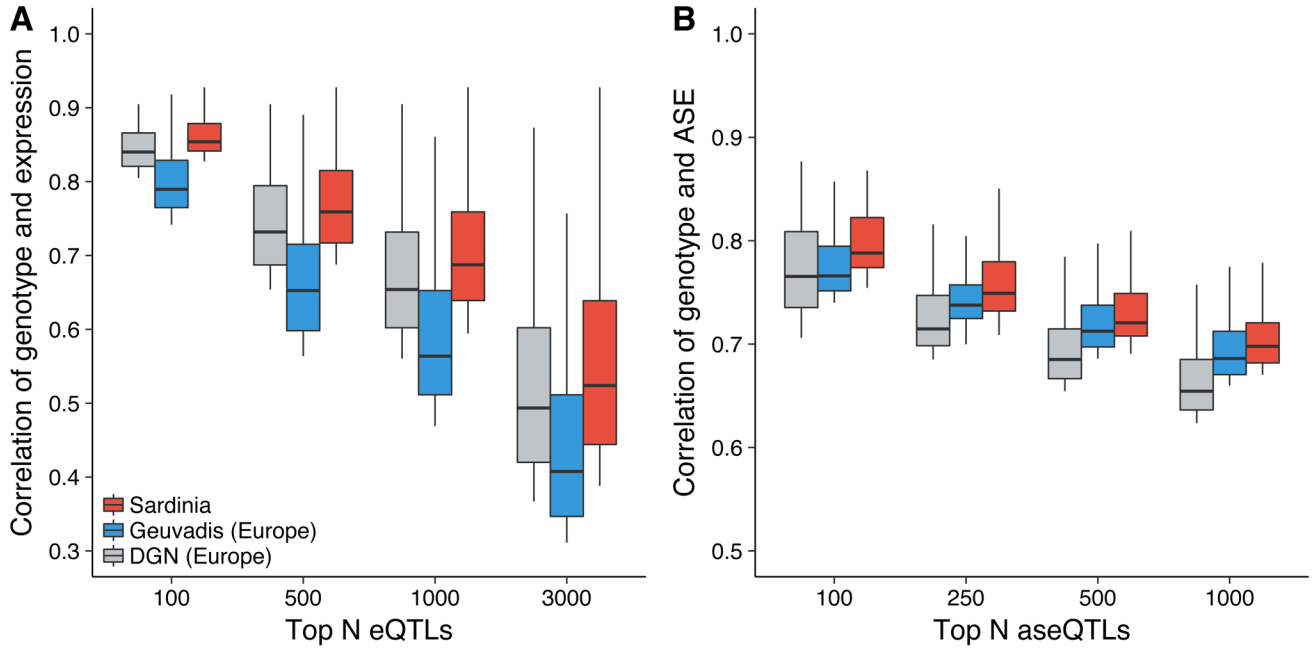 A
Correlation of genotype and expression
1.0
0.9
0.8
0.7
0.6
0.5
0.4
0.3
Sardinia
Geuvadis (Europe)
DGN (Europe)
100 500 1000 3000
Top N eQTLs
B
Correlation of genotype and ASE
1.0
0.9
0.8
0.7
0.6
0.5
100 250 500 1000
Top N aseQTLs